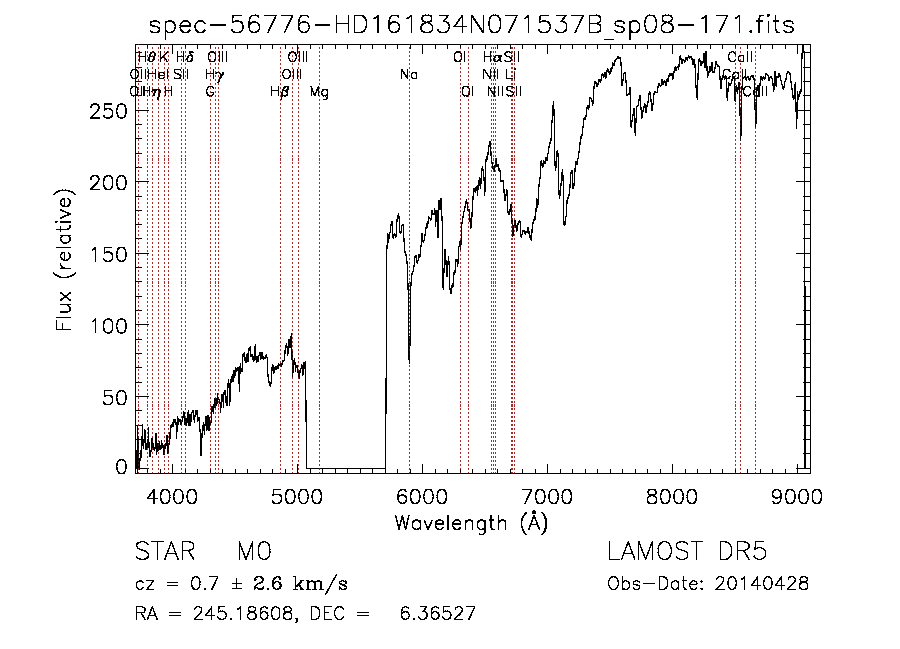 spec-56776-HD161834N071537B_sp08-171.fits
Hθ K Hδ OIII OIII OI Hα SII CaII
OII HeI SII Hγ OIII Na NII Li CaII
OII Hη H G Hβ Mg OI NII SII CaII
250
200
150
100
50
0
Flux (relative)
4000 5000 6000 7000 8000 9000
Wavelength (Å)
STAR M0 LAMOST DR5
cz = 0.7 ± 2.6 km/s Obs-Date: 20140428
RA = 245.18608, DEC = 6.36527